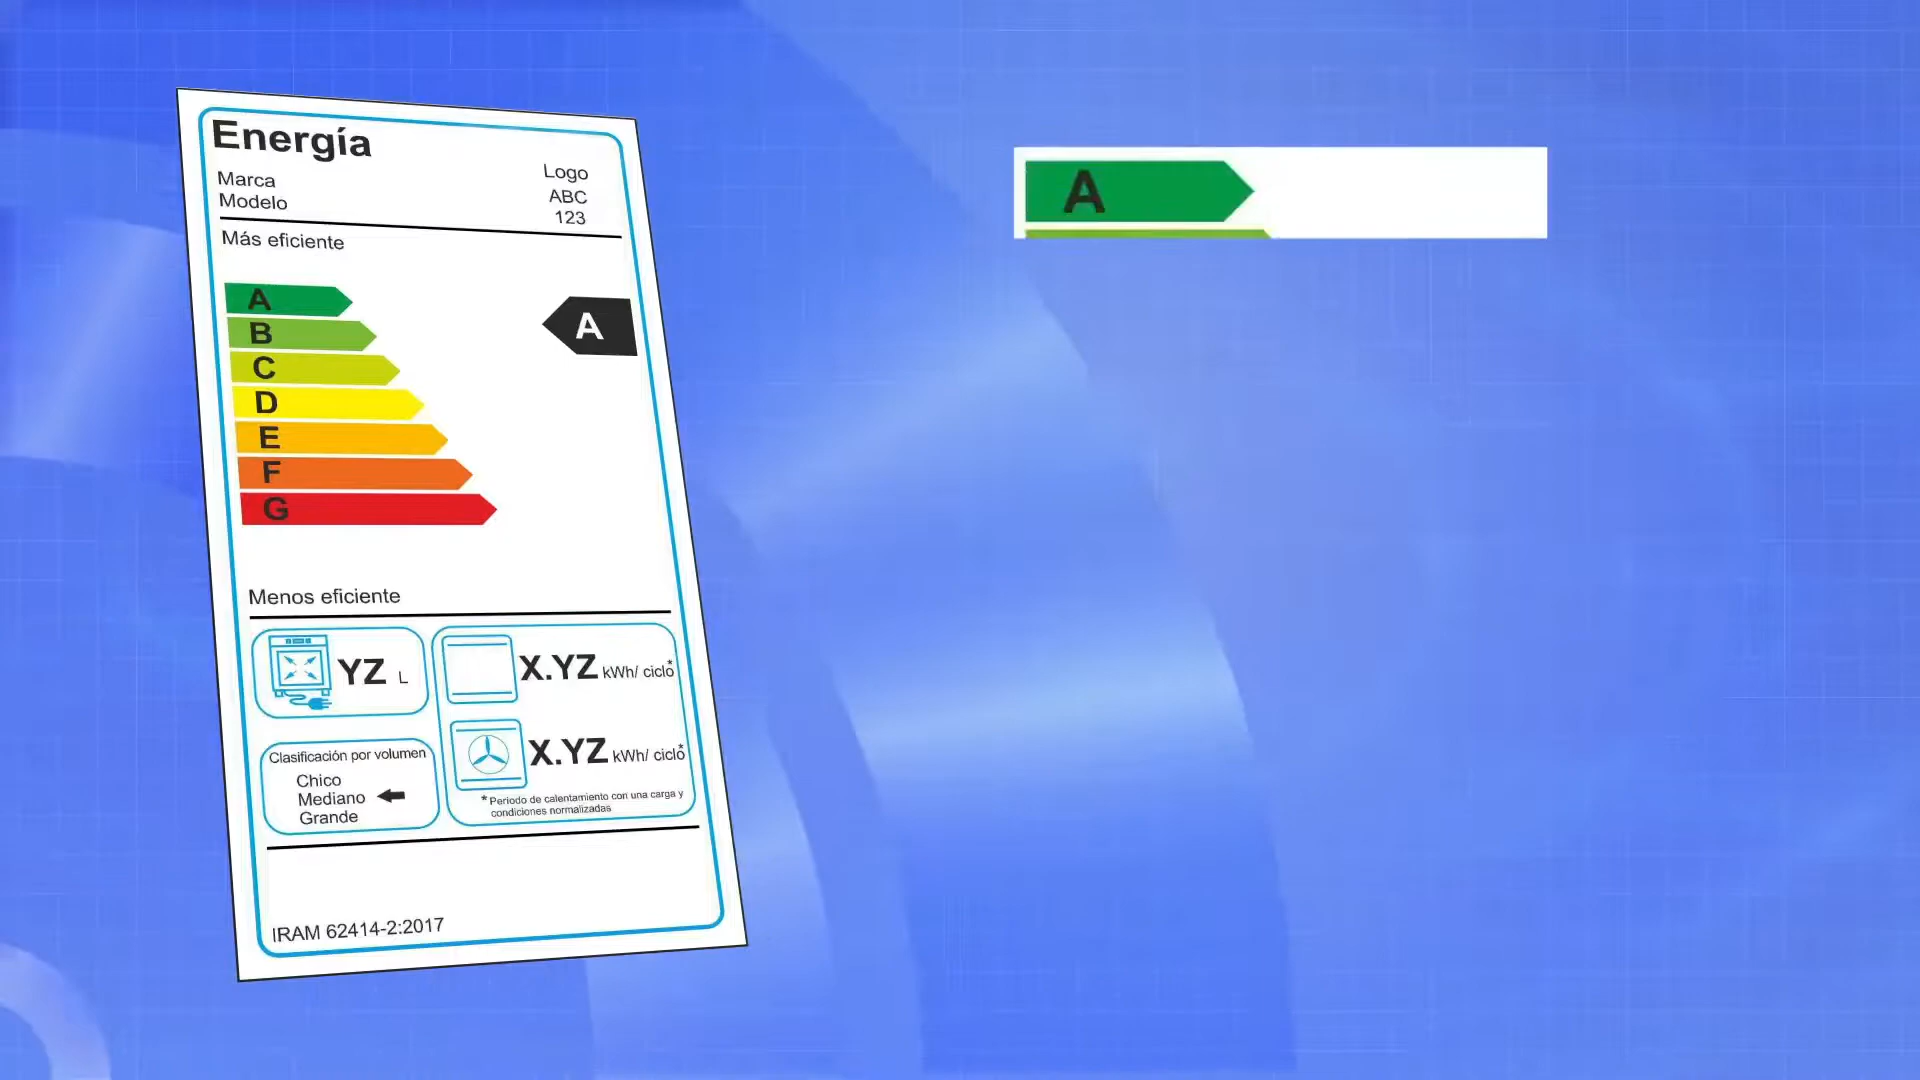 Energía
Logo
Marca ABC
Modelo 123
Más eficiente
A
A
B
C
D
E
F
G
Menos eficiente
YZ L
X.YZ kWh/ ciclo*
X.YZ kWh/ ciclo*
* Periodo de calentamiento con una carga y
condiciones normalizadas
Clasificación por volumen
Chico
Mediano
Grande
IRAM 62414-2:2017
A